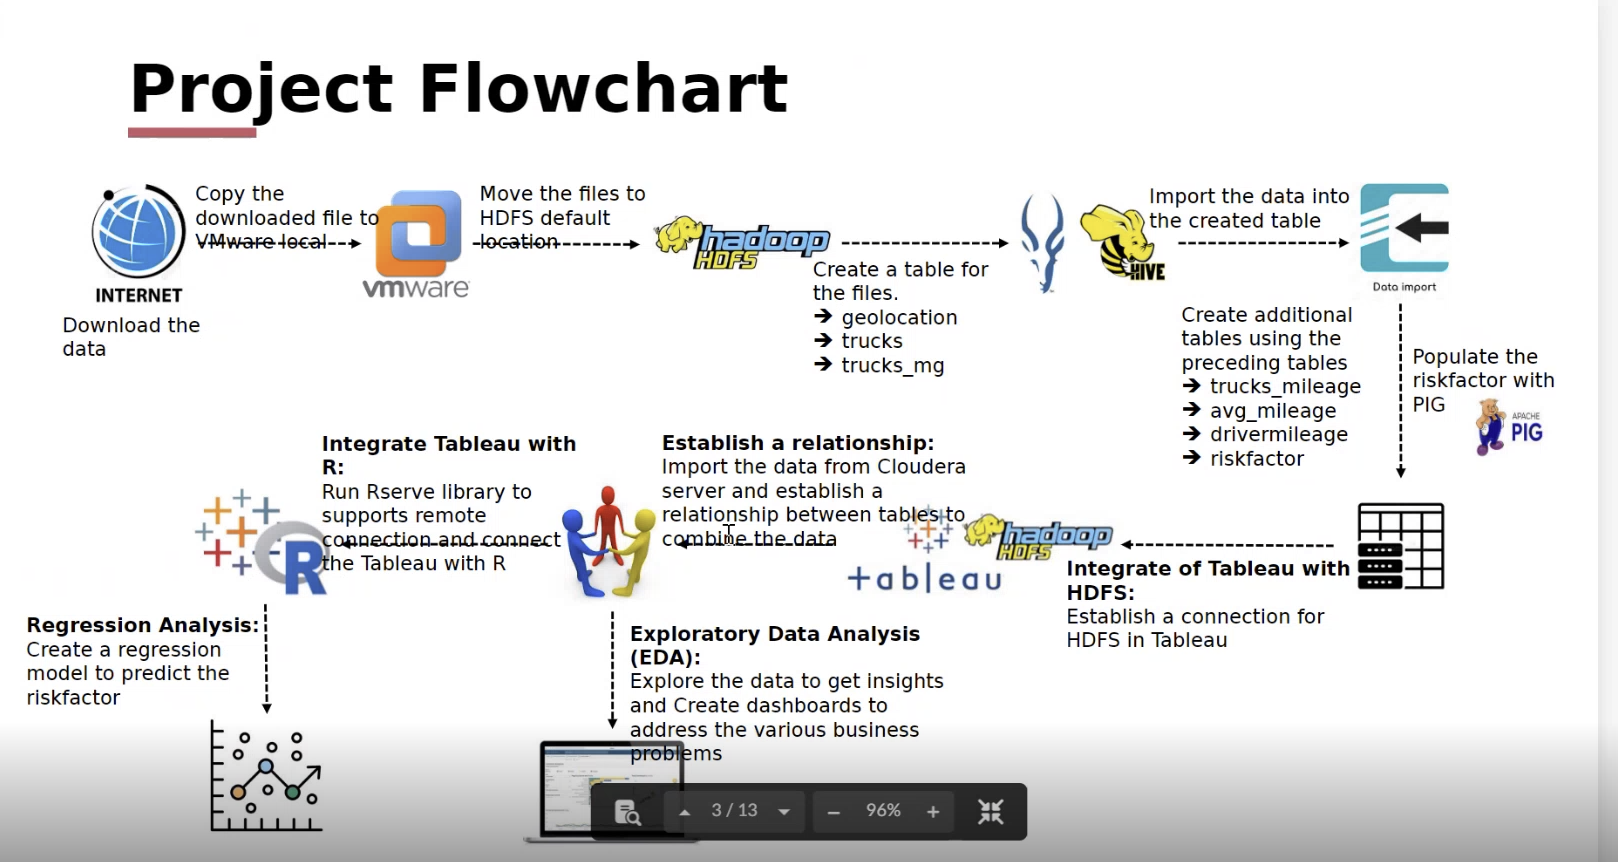 Project Flowchart
Copy the
downloaded file to
VMware local
INTERNET
Download the
data
vmware
Move the files to
HDFS default
location
hadoop
HDFS
Create a table for
the files.
➔ geolocation
➔ trucks
➔ trucks_mg
HIVE
Import the data into
the created table
Data import
Create additional
tables using the
preceding tables
➔ trucks_mileage
➔ avg_mileage
➔ drivermileage
➔ riskfactor
Populate the
riskfactor with
PIG
APACHE
PIG
Integrate of Tableau with
HDFS:
Establish a connection for
HDFS in Tableau
hadoop
HDFS
+ableau
Establish a relationship:
Import the data from Cloudera
server and establish a
relationship between tables to
combine the data
Integrate Tableau with
R:
Run Rserve library to
supports remote
connection and connect
the Tableau with R
R
Regression Analysis:
Create a regression
model to predict the
riskfactor
Exploratory Data Analysis
(EDA):
Explore the data to get insights
and Create dashboards to
address the various business
problems
3 / 13
96%